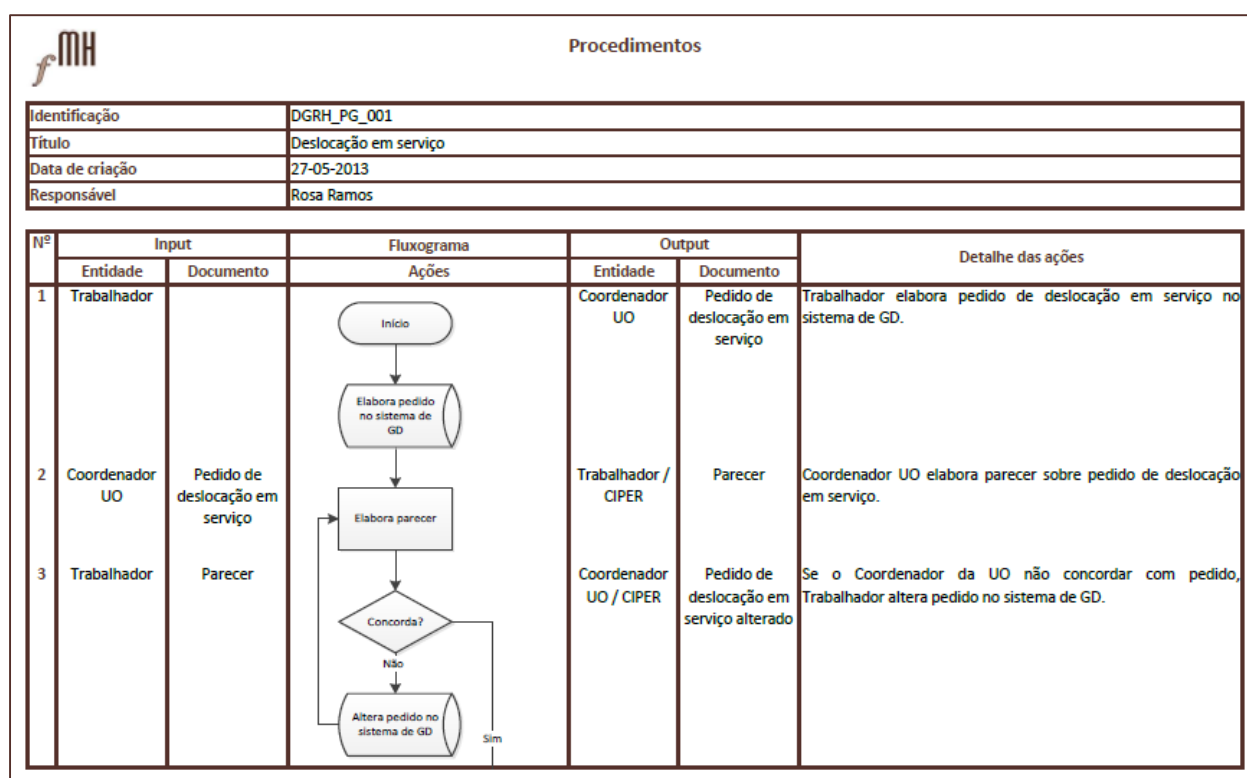 fMH
Procedimentos
Identificação DGRH_PG_001
Título Deslocação em serviço
Data de criação 27-05-2013
Responsável Rosa Ramos
Nº Input Fluxograma Output Detalhe das ações
Entidade Documento Ações Entidade Documento
1
Trabalhador
Início
Elabora pedido
no sistema de
GD
Coordenador
UO
Pedido de
deslocação em
serviço
Trabalhador elabora pedido de deslocação em serviço no
sistema de GD.
2
Coordenador
UO
Pedido de
deslocação em
serviço
Elabora parecer
Trabalhador /
CIPER
Parecer
Coordenador UO elabora parecer sobre pedido de deslocação
em serviço.
3
Trabalhador
Parecer
Concorda?
Não
Altera pedido no
sistema de GD
Sim
Coordenador
UO / CIPER
Pedido de
deslocação em
serviço alterado
Se o Coordenador da UO não concordar com pedido,
Trabalhador altera pedido no sistema de GD.